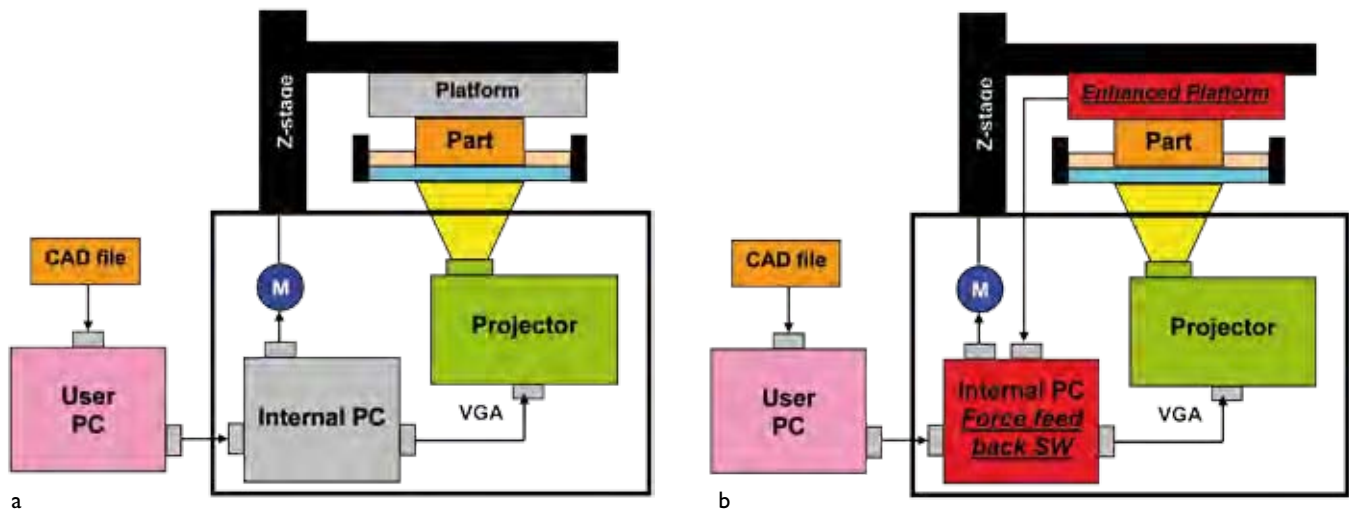 Z-stage
Platform
Part
CAD file
M
Projector
User
PC
Internal PC
VGA
a
Z-stage
Enhanced Platform
Part
CAD file
M
Projector
User
PC
Internal PC
Force feed
back SW
VGA
b